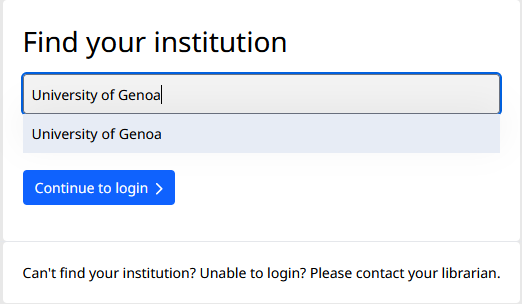 Find your institution
University of Genoa
University of Genoa
Continue to login
Can't find your institution? Unable to login? Please contact your librarian.